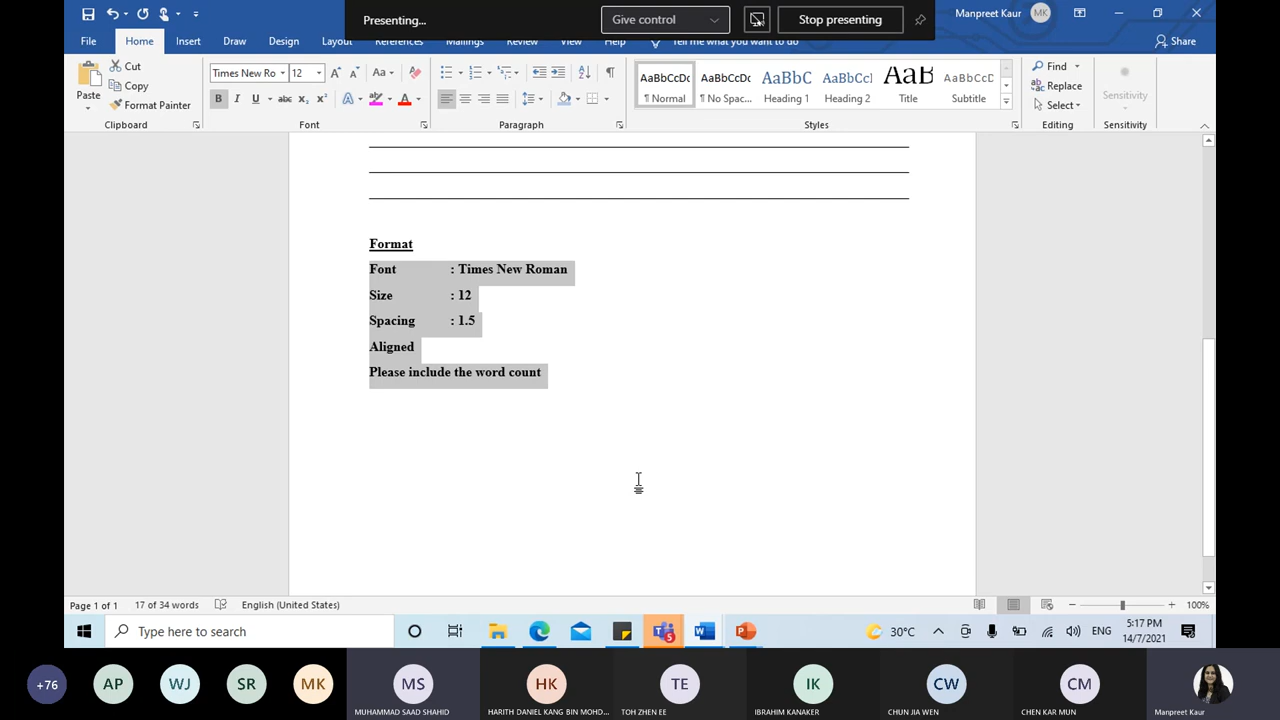 Presenting...
Give control
Stop presenting
Manpreet Kaur MK
File Home Insert Draw Design Layout References Mailings Review View Help Tell me what you want to do Share
Paste
Cut
Copy
Format Painter
Clipboard
Times New Ro 12
Font
Paragraph
AaBbCcDc AaBbCcDc AaBbC AaBbCcI AaB AaBbCcD
¶ Normal ¶ No Spac... Heading 1 Heading 2 Title Subtitle
Styles
Find
Replace
Select
Editing
Sensitivity
Sensitivity
Format
Font : Times New Roman
Size : 12
Spacing : 1.5
Aligned
Please include the word count
Page 1 of 1 17 of 34 words English (United States) 100%
Type here to search
5
30°C
ENG
5:17 PM
14/7/2021
+76 AP WJ SR MK MS HK TE IK CW CM
MUHAMMAD SAAD SHAHID HARITH DANIEL KANG BIN MOHD... TOH ZHEN EE IBRAHIM KANAKER CHUN JIA WEN CHEN KAR MUN Manpreet Kaur